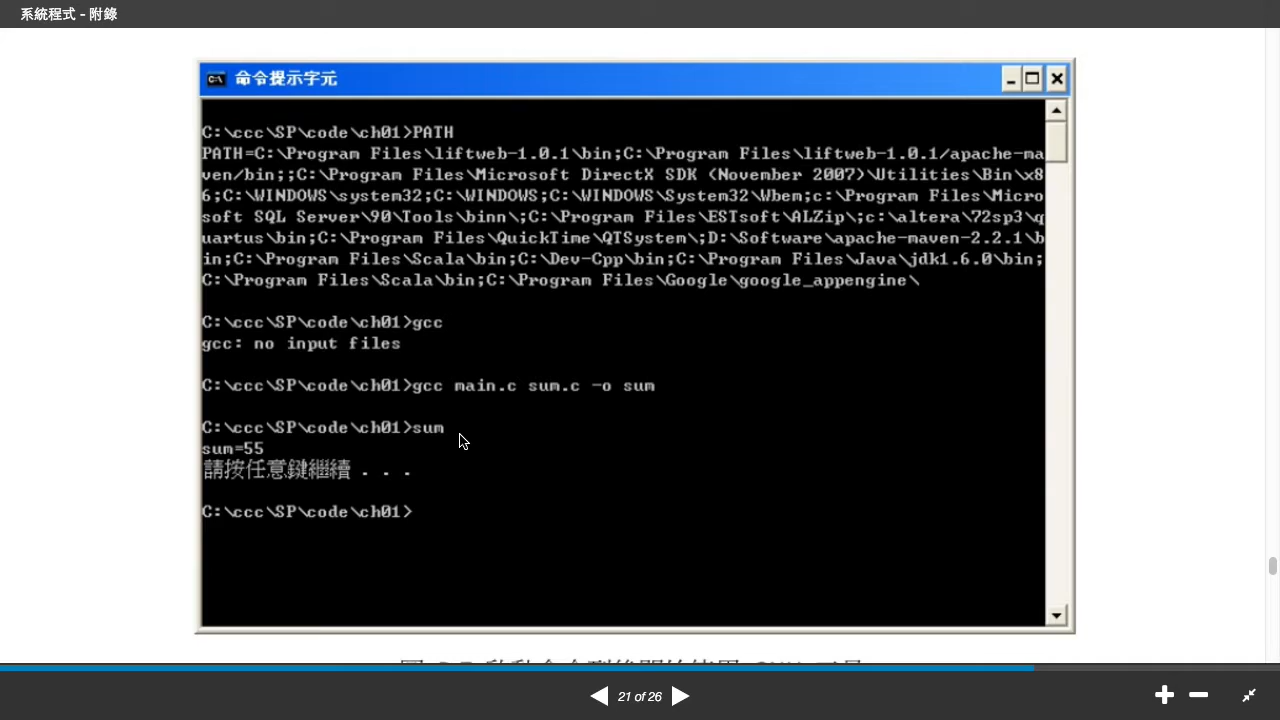 系統程式 - 附錄
命令提示字元
C:\ccc\SP\code\ch01>PATH
PATH=C:\Program Files\liftweb-1.0.1\bin;C:\Program Files\liftweb-1.0.1/apache-ma
ven/bin;;C:\Program Files\Microsoft DirectX SDK (November 2007)\Utilities\Bin\x8
6;C:\WINDOWS\system32;C:\WINDOWS;C:\WINDOWS\System32\Wbem;c:\Program Files\Micro
soft SQL Server\90\Tools\binn\;C:\Program Files\ESTsoft\ALZip\;c:\altera\72sp3\q
uartus\bin;C:\Program Files\QuickTime\QTSystem\;D:\Software\apache-maven-2.2.1\b
in;C:\Program Files\Scala\bin;C:\Dev-Cpp\bin;C:\Program Files\Java\jdk1.6.0\bin;
C:\Program Files\Scala\bin;C:\Program Files\Google\google_appengine\
C:\ccc\SP\code\ch01>gcc
gcc: no input files
C:\ccc\SP\code\ch01>gcc main.c sum.c -o sum
C:\ccc\SP\code\ch01>sum
sum=55
請按任意鍵繼續 . . .
C:\ccc\SP\code\ch01>
21 of 26